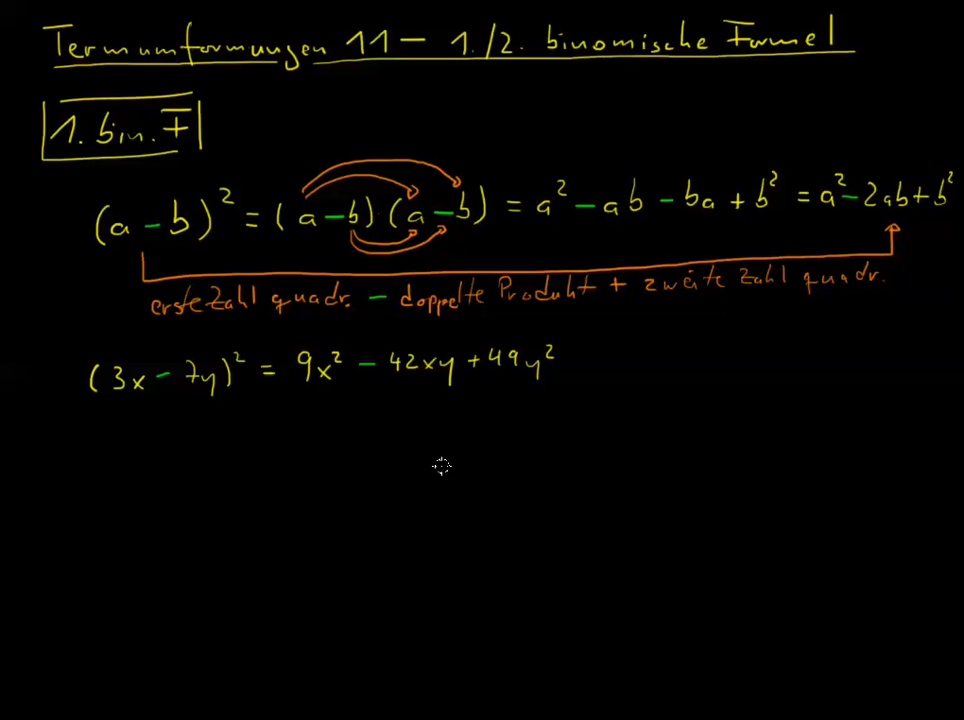 Termumformungen 11 – 1./2. binomische Formel
1. bin. F
(a – b)² = (a – b) (a – b) = a² – ab – ba + b² = a² – 2ab + b²
erste Zahl quadr. – doppelte Produkt + zweite Zahl quadr.
(3x – 7y)² = 9x² – 42xy + 49y²